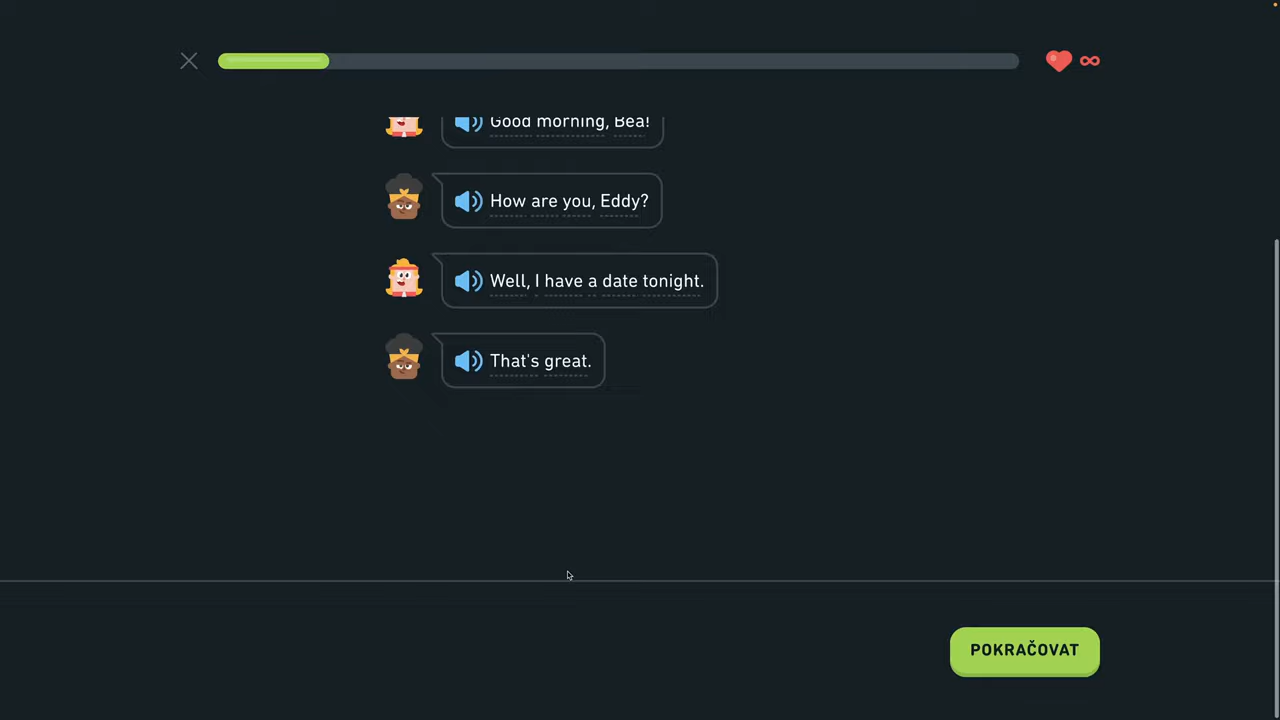 Good morning, Bea!
How are you, Eddy?
Well, I have a date tonight.
That's great.
POKRAČOVAT